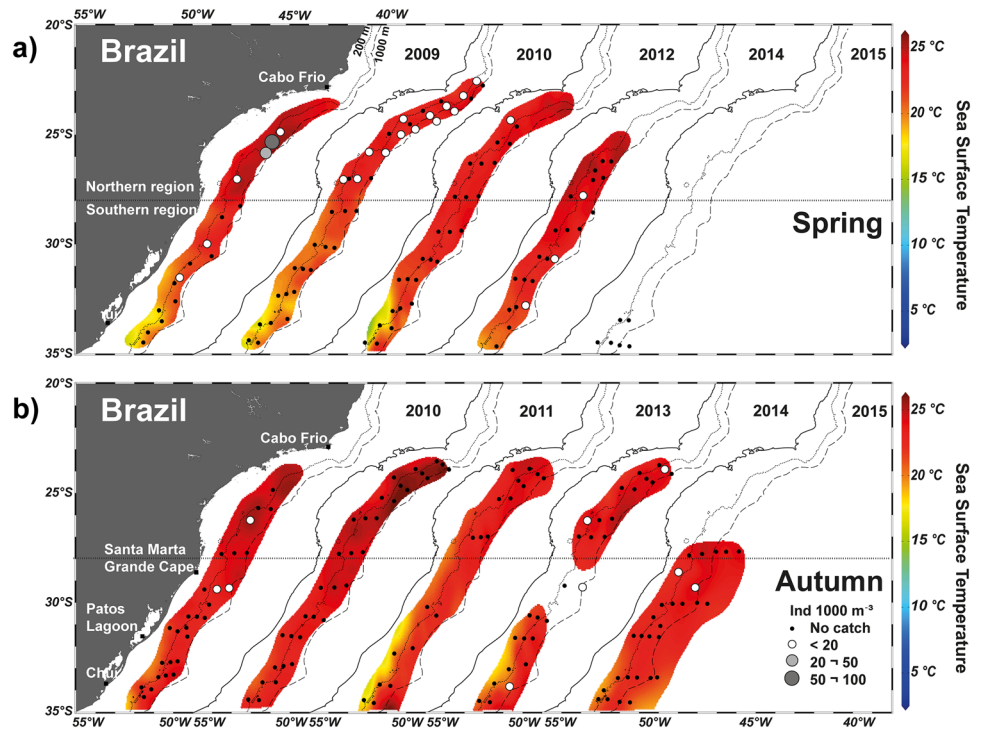 55°W 50°W 45°W 40°W
20°S
a)
Brazil
200 m
1000 m
2009 2010 2012 2014 2015
Cabo Frio
25°S
Northern region
Southern region
Spring
30°S
35°S
25 °C
20 °C
15 °C
10 °C
5 °C
Sea Surface Temperature
20°S
b)
Brazil
2010 2011 2013 2014 2015
Cabo Frio
25°S
Santa Marta
Grande Cape
Autumn
30°S
Patos
Lagoon
Chuí
Ind 1000 m⁻³
No catch
< 20
20 ¬ 50
50 ¬ 100
35°S
55°W 50°W 55°W 50°W 55°W 50°W 55°W 50°W 55°W 50°W 45°W 40°W
25 °C
20 °C
15 °C
10 °C
5 °C
Sea Surface Temperature